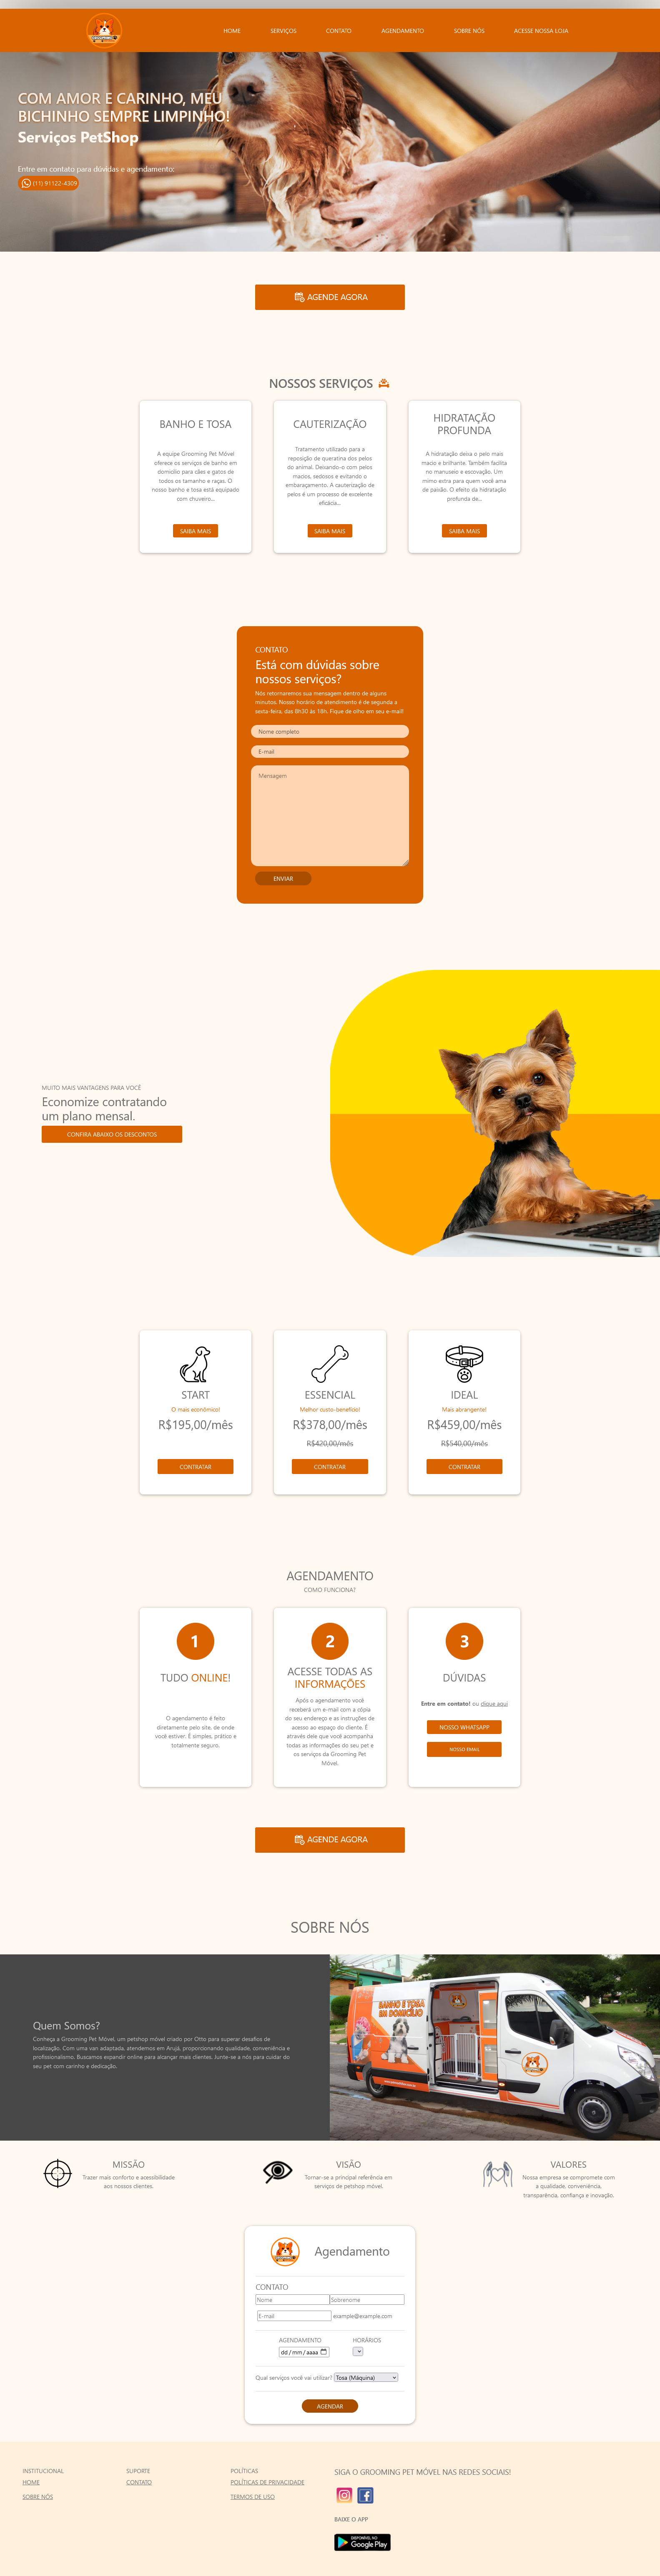 HOME SERVIÇOS CONTATO AGENDAMENTO SOBRE NÓS ACESSE NOSSA LOJA
COM AMOR E CARINHO, MEU
BICHINHO SEMPRE LIMPINHO!
Serviços PetShop
Entre em contato para dúvidas e agendamento:
(11) 91122-4309
AGENDE AGORA
NOSSOS SERVIÇOS
BANHO E TOSA
A equipe Grooming Pet Móvel
oferece os serviços de banho em
domicílio para cães e gatos de
todos os tamanho e raças. O
nosso banho e tosa está equipado
com chuveiro...
SAIBA MAIS
CAUTERIZAÇÃO
Tratamento utilizado para a
reposição de queratina dos pelos
do animal. Deixando-o com pelos
macios, sedosos e evitando o
embaraçamento. A cauterização de
pelos é um processo de excelente
eficácia...
SAIBA MAIS
HIDRATAÇÃO
PROFUNDA
A hidratação deixa o pelo mais
macio e brilhante. Também facilita
no manuseio e escovação. Um
mimo extra para quem você ama
de paixão. O efeito da hidratação
profunda de...
SAIBA MAIS
CONTATO
Está com dúvidas sobre
nossos serviços?
Nós retornaremos sua mensagem dentro de alguns
minutos. Nosso horário de atendimento é de segunda a
sexta-feira, das 8h30 às 18h. Fique de olho em seu e-mail!
Nome completo
E-mail
Mensagem
ENVIAR
MUITO MAIS VANTAGENS PARA VOCÊ
Economize contratando
um plano mensal.
CONFIRA ABAIXO OS DESCONTOS
START
O mais econômico!
R$195,00/mês
CONTRATAR
ESSENCIAL
Melhor custo-benefício!
R$378,00/mês
R$420,00/mês
CONTRATAR
IDEAL
Mais abrangente!
R$459,00/mês
R$540,00/mês
CONTRATAR
AGENDAMENTO
COMO FUNCIONA?
1
TUDO ONLINE!
O agendamento é feito
diretamente pelo site, de onde
você estiver. É simples, prático e
totalmente seguro.
2
ACESSE TODAS AS
INFORMAÇÕES
Após o agendamento você
receberá um e-mail com a cópia
do seu endereço e as instruções de
acesso ao espaço do cliente. É
através dele que você acompanha
todas as informações do seu pet e
os serviços da Grooming Pet
Móvel.
3
DÚVIDAS
Entre em contato! ou clique aqui
NOSSO WHATSAPP
NOSSO EMAIL
AGENDE AGORA
SOBRE NÓS
Quem Somos?
Conheça a Grooming Pet Móvel, um petshop móvel criado por Otto para superar desafios de
localização. Com uma van adaptada, atendemos em Arujá, proporcionando qualidade, conveniência e
profissionalismo. Buscamos expandir online para alcançar mais clientes. Junte-se a nós para cuidar do
seu pet com carinho e dedicação.
BANHO E TOSA
EM DOMICÍLIO
MISSÃO
Trazer mais conforto e acessibilidade
aos nossos clientes.
VISÃO
Tornar-se a principal referência em
serviços de petshop móvel.
VALORES
Nossa empresa se compromete com
a qualidade, conveniência,
transparência, confiança e inovação.
Agendamento
CONTATO
Nome Sobrenome
E-mail example@example.com
AGENDAMENTO HORÁRIOS
dd/mm/aaaa
Qual serviços você vai utilizar? Tosa (Máquina)
AGENDAR
INSTITUCIONAL
HOME
SOBRE NÓS
SUPORTE
CONTATO
POLÍTICAS
POLÍTICAS DE PRIVACIDADE
TERMOS DE USO
SIGA O GROOMING PET MÓVEL NAS REDES SOCIAIS!
BAIXE O APP
DISPONÍVEL NO
Google Play